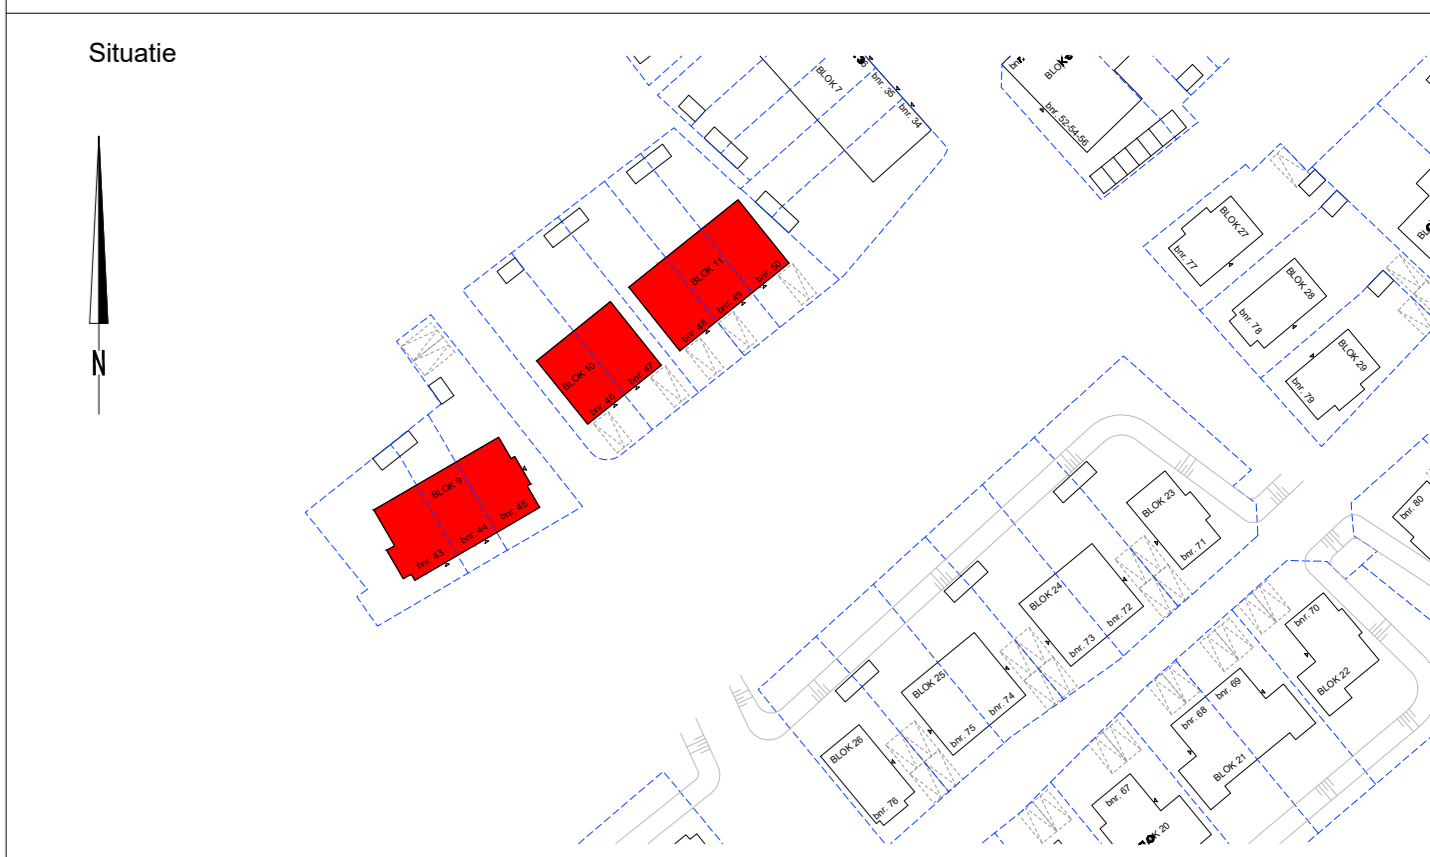 Situatie
N
BLOK 7
bnr. 35
bnr. 34
bnr. 52-54-56
BLOK 27
bnr. 77
BLOK 28
bnr. 78
BLOK 29
bnr. 79
bnr. 80
BLOK 11
bnr. 48
bnr. 49
bnr. 50
BLOK 10
bnr. 46
bnr. 47
BLOK 9
bnr. 43
bnr. 44
bnr. 45
BLOK 23
bnr. 71
BLOK 24
bnr. 72
bnr. 73
BLOK 25
bnr. 74
bnr. 75
BLOK 26
bnr. 76
bnr. 70
BLOK 22
bnr. 69
bnr. 68
BLOK 21
bnr. 67